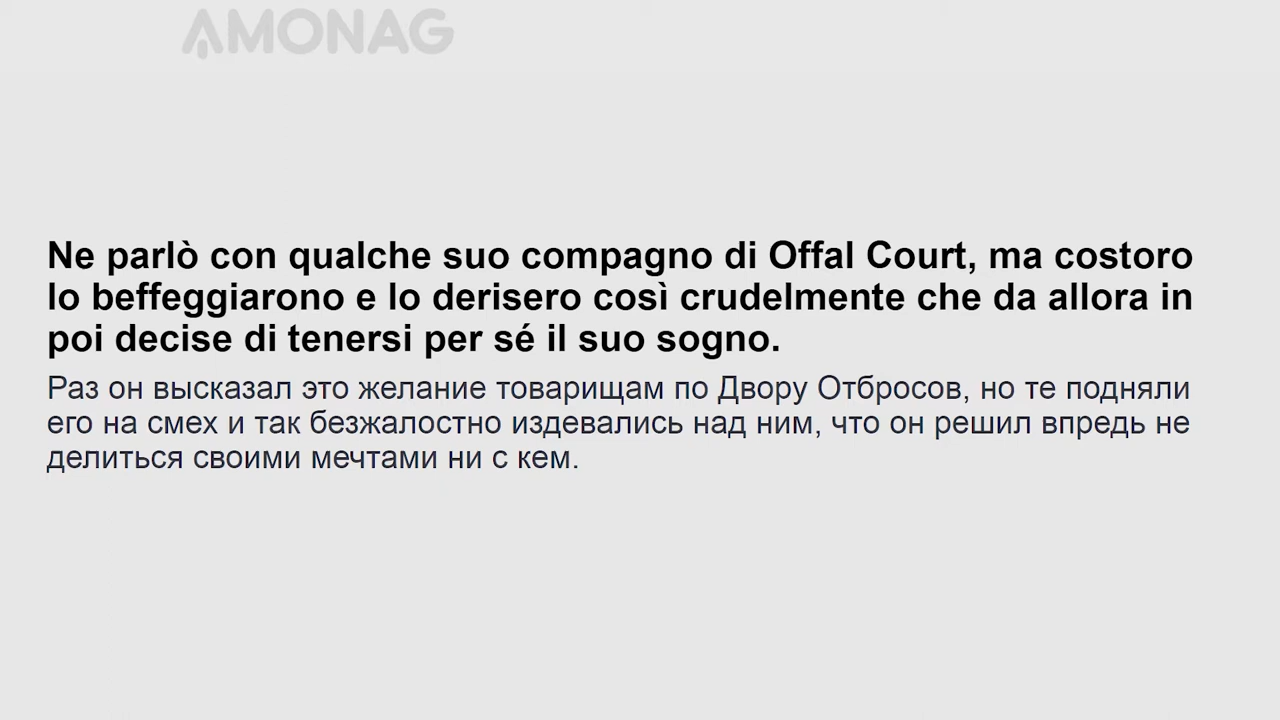 AMONAG
Ne parlò con qualche suo compagno di Offal Court, ma costoro
lo beffeggiarono e lo derisero così crudelmente che da allora in
poi decise di tenersi per sé il suo sogno.
Раз он высказал это желание товарищам по Двору Отбросов, но те подняли
его на смех и так безжалостно издевались над ним, что он решил впредь не
делиться своими мечтами ни с кем.